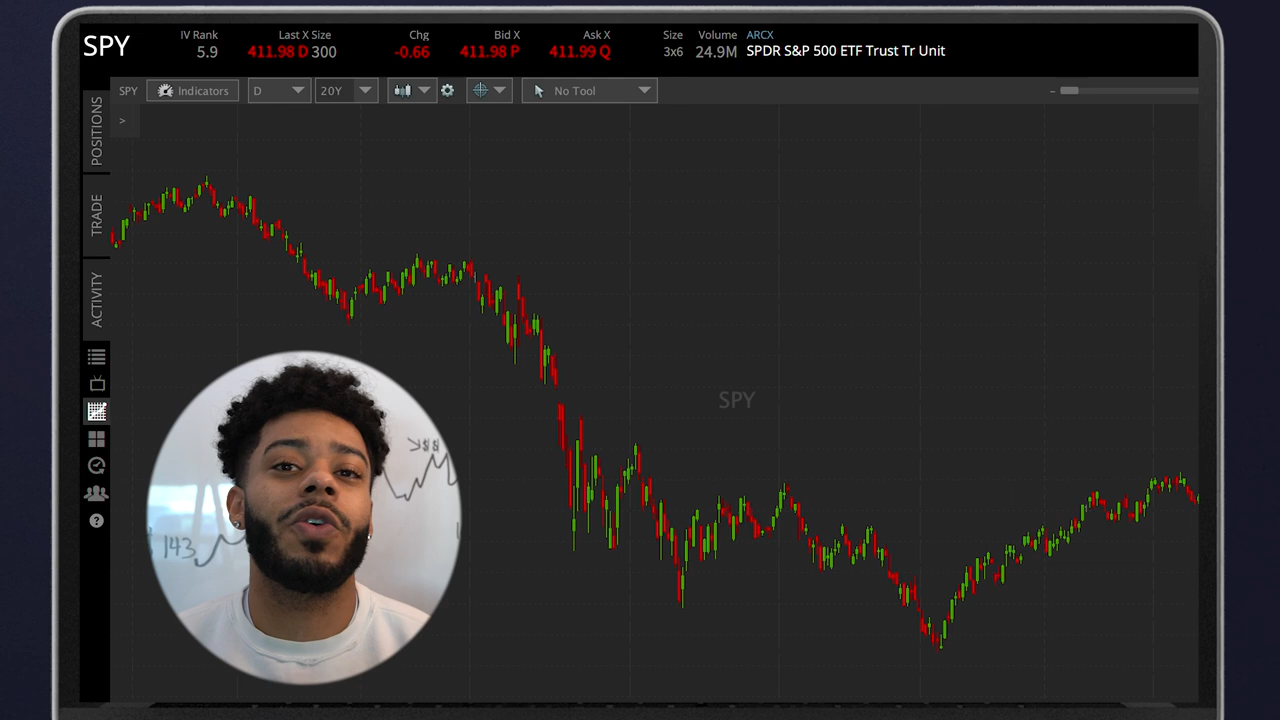 SPY
IV Rank
5.9
Last X Size
411.98 D 300
Chg
-0.66
Bid X
411.98 P
Ask X
411.99 Q
Size
3x6
Volume
24.9M
ARCX
SPDR S&P 500 ETF Trust Tr Unit
SPY
Indicators
D
20Y
No Tool
>
POSITIONS
TRADE
ACTIVITY
SPY
$$
143